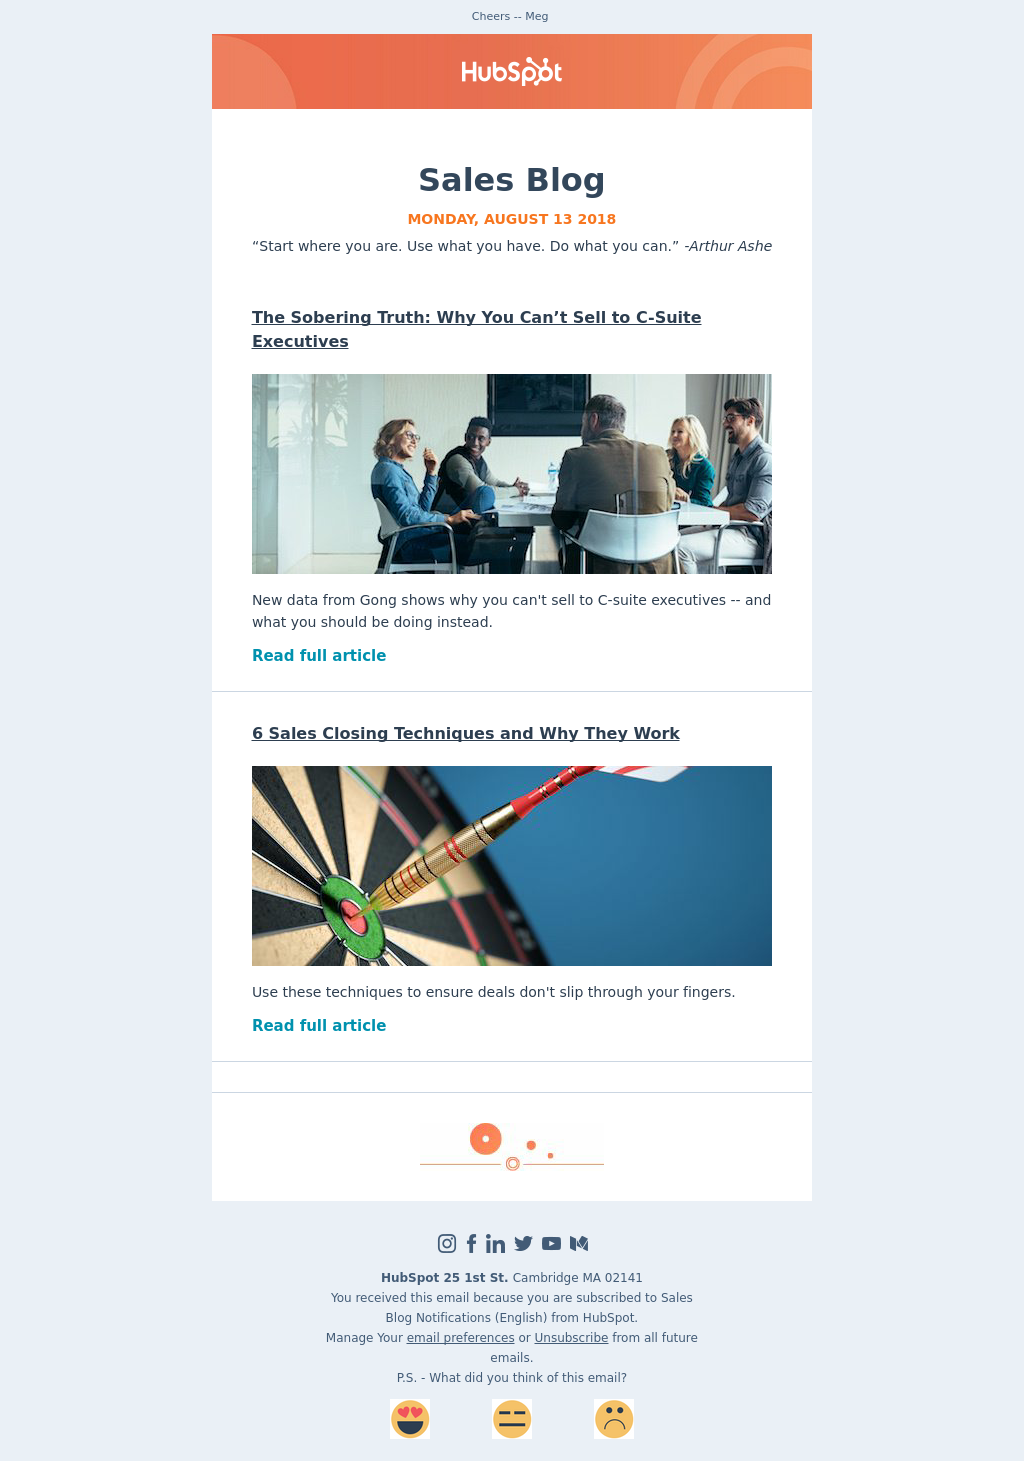 Cheers -- Meg
HubSpot
Sales Blog
MONDAY, AUGUST 13 2018
“Start where you are. Use what you have. Do what you can.” -Arthur Ashe
The Sobering Truth: Why You Can’t Sell to C-Suite
Executives
New data from Gong shows why you can't sell to C-suite executives -- and
what you should be doing instead.
Read full article
6 Sales Closing Techniques and Why They Work
Use these techniques to ensure deals don't slip through your fingers.
Read full article
HubSpot 25 1st St. Cambridge MA 02141
You received this email because you are subscribed to Sales
Blog Notifications (English) from HubSpot.
Manage Your email preferences or Unsubscribe from all future
emails.
P.S. - What did you think of this email?